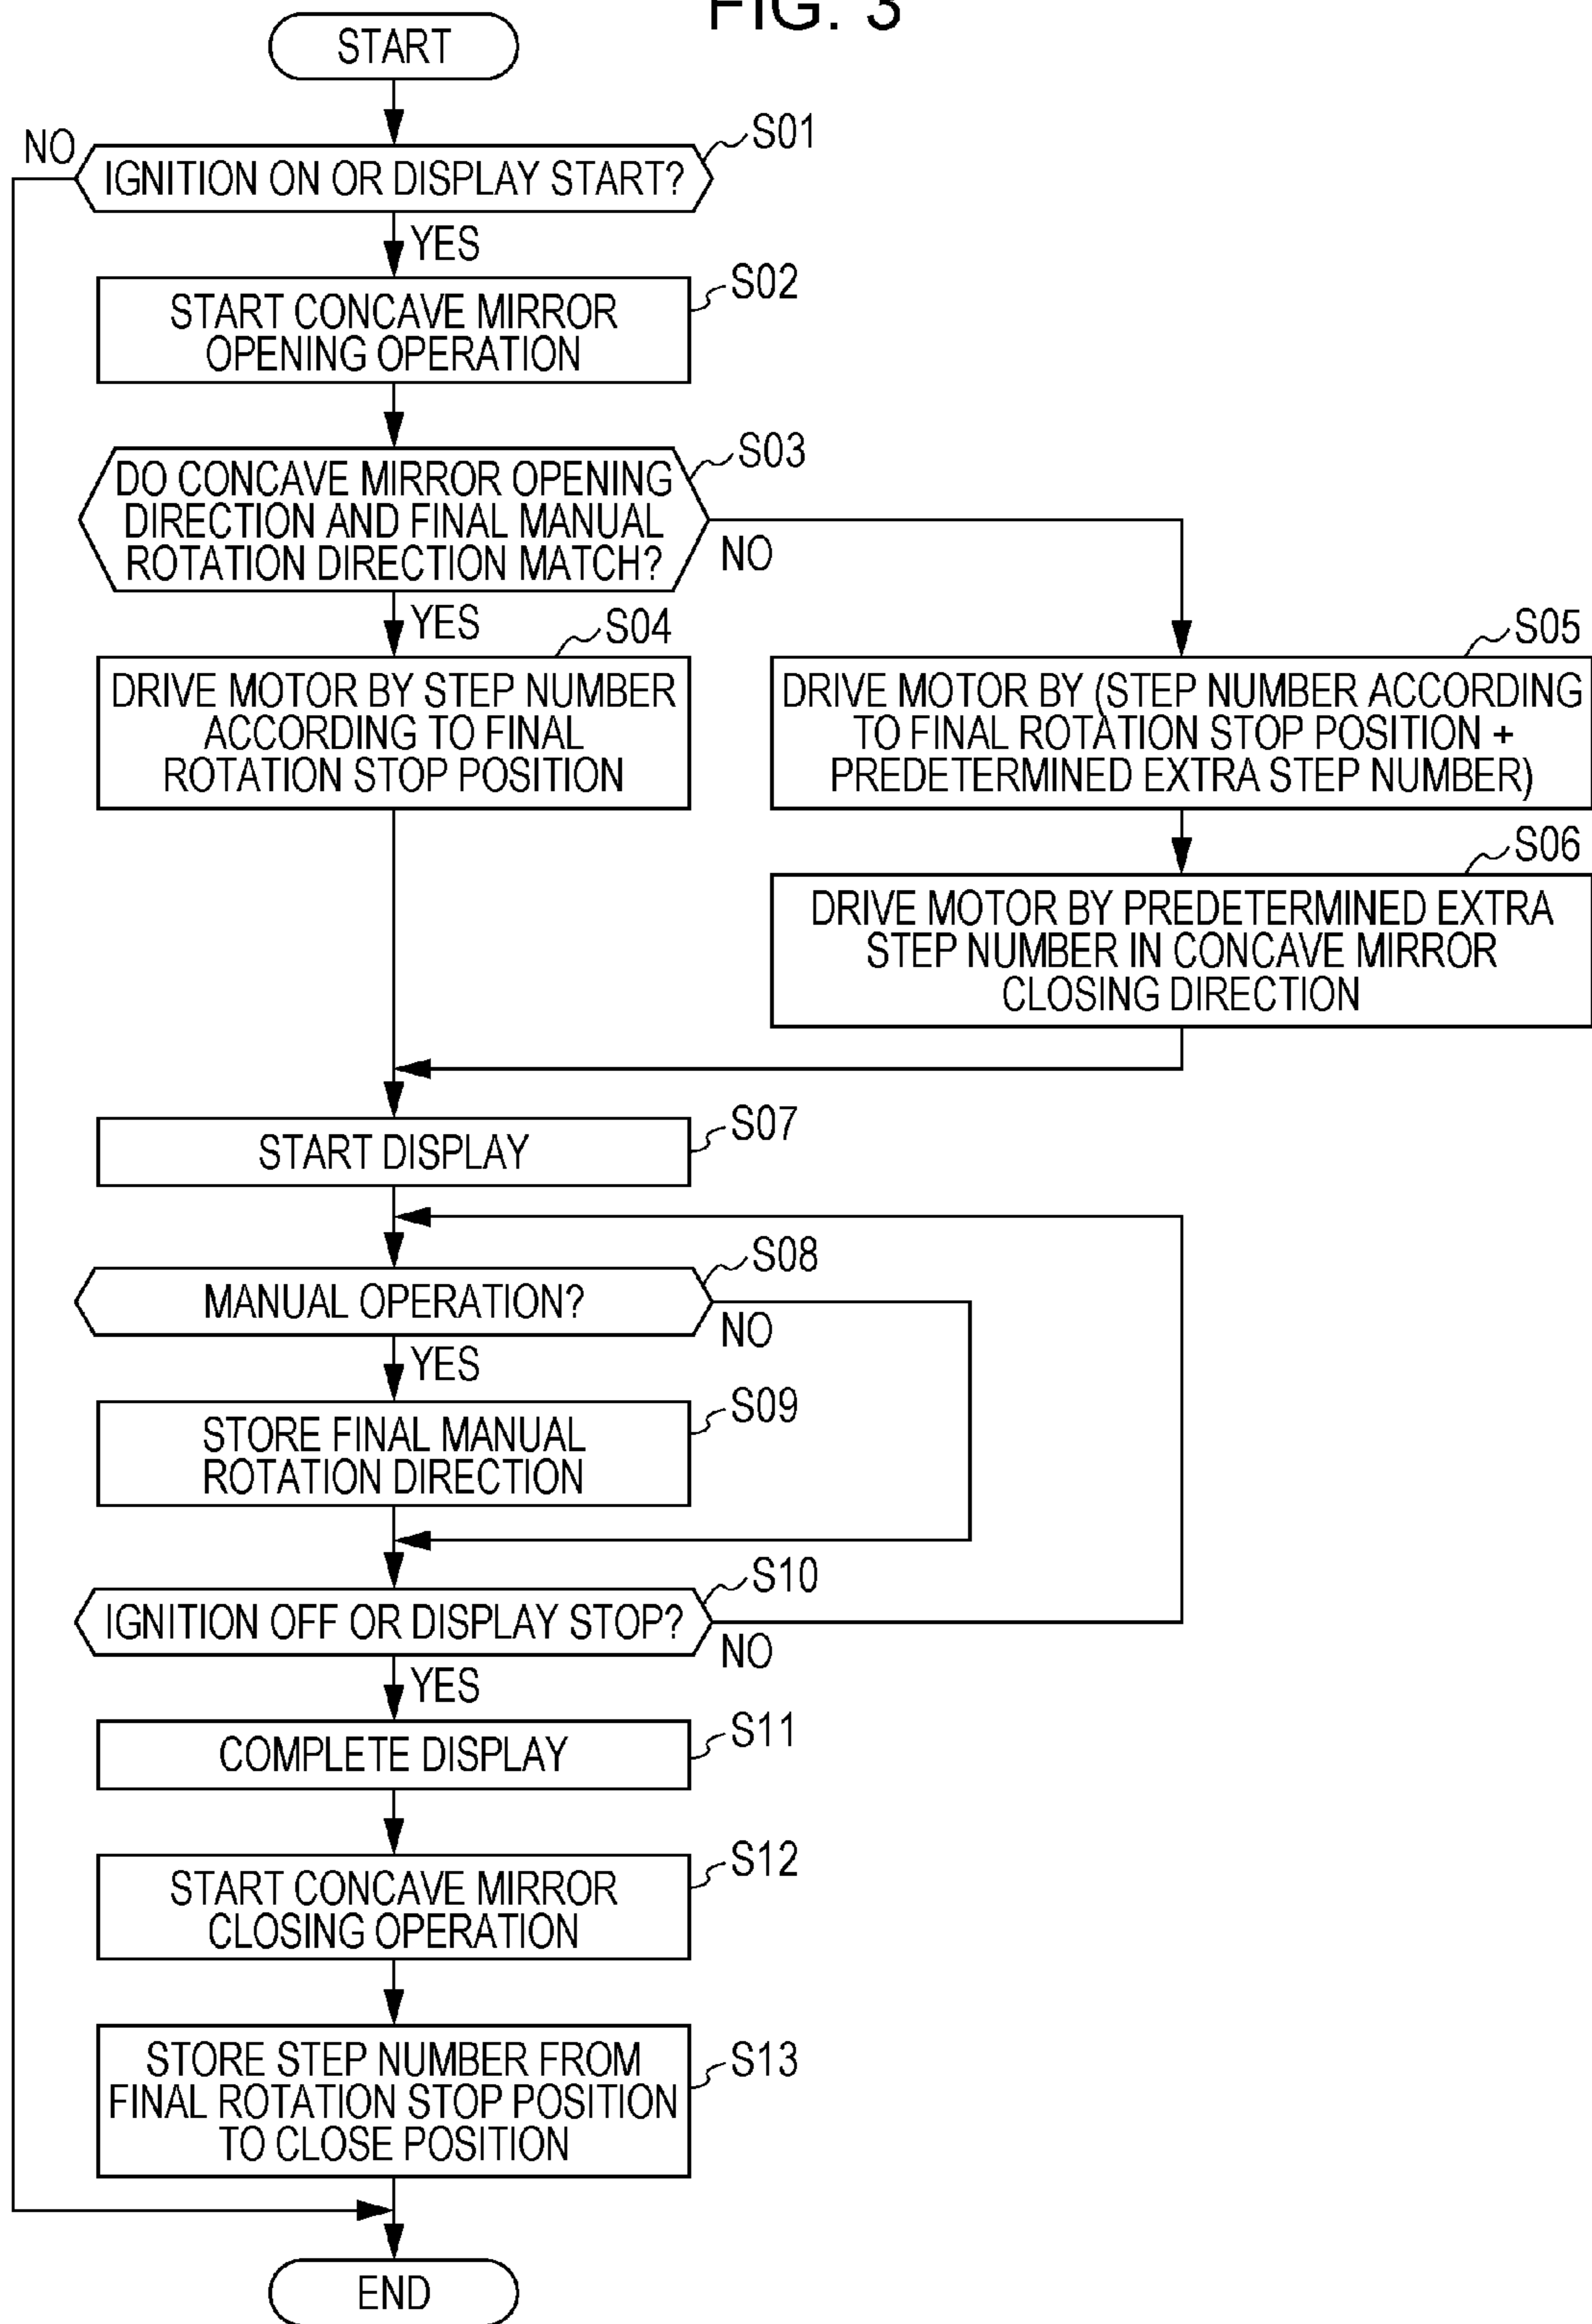 FIG. 3
START
NO
S01
IGNITION ON OR DISPLAY START?
YES
S02
START CONCAVE MIRROR
OPENING OPERATION
S03
DO CONCAVE MIRROR OPENING
DIRECTION AND FINAL MANUAL
ROTATION DIRECTION MATCH?
NO
YES
S04
DRIVE MOTOR BY STEP NUMBER
ACCORDING TO FINAL
ROTATION STOP POSITION
S05
DRIVE MOTOR BY (STEP NUMBER ACCORDING
TO FINAL ROTATION STOP POSITION +
PREDETERMINED EXTRA STEP NUMBER)
S06
DRIVE MOTOR BY PREDETERMINED EXTRA
STEP NUMBER IN CONCAVE MIRROR
CLOSING DIRECTION
S07
START DISPLAY
S08
MANUAL OPERATION?
NO
YES
S09
STORE FINAL MANUAL
ROTATION DIRECTION
S10
IGNITION OFF OR DISPLAY STOP?
NO
YES
S11
COMPLETE DISPLAY
S12
START CONCAVE MIRROR
CLOSING OPERATION
S13
STORE STEP NUMBER FROM
FINAL ROTATION STOP POSITION
TO CLOSE POSITION
END